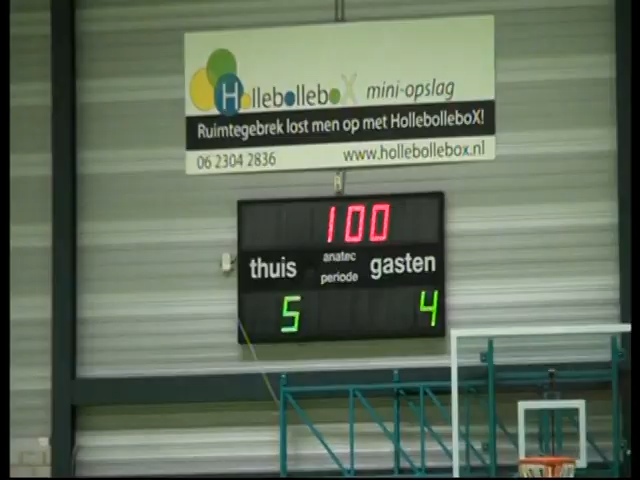 HollebolleboX mini-opslag
Ruimtegebrek lost men op met HollebolleboX!
06 2304 2836 www.hollebollebox.nl
100
thuis anatec gasten
periode
5 4